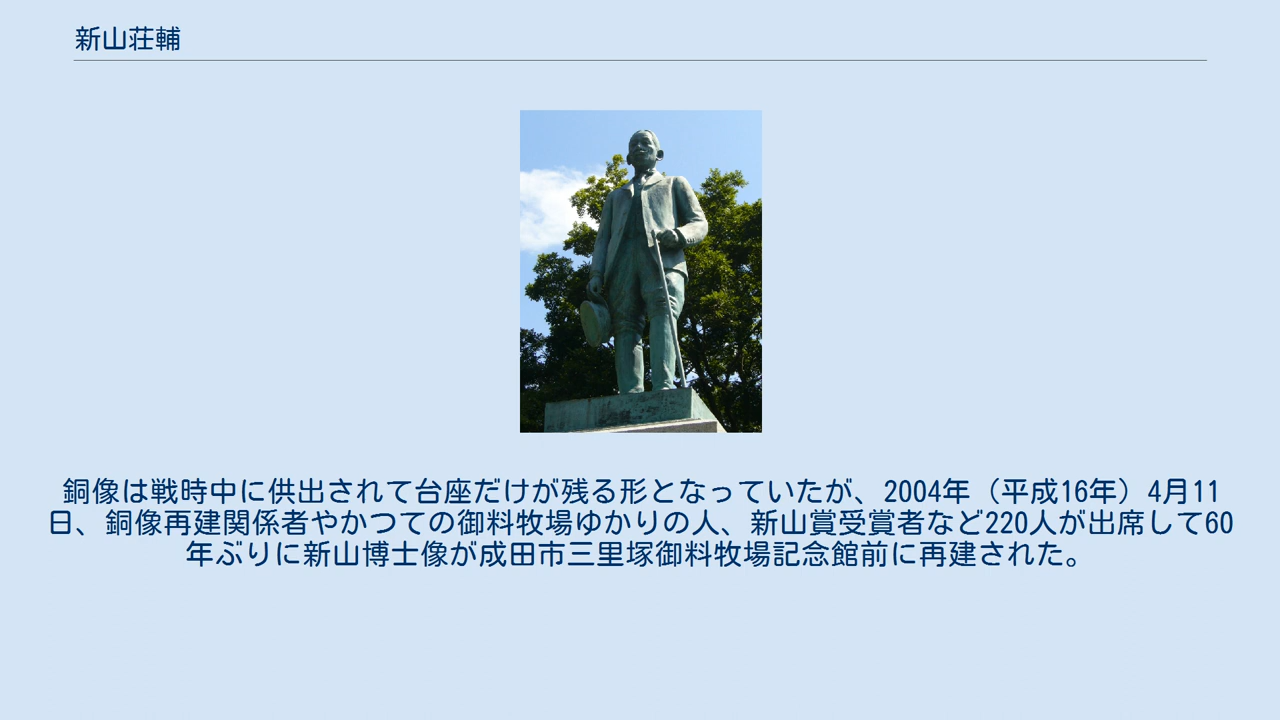 新山荘輔
銅像は戦時中に供出されて台座だけが残る形となっていたが、2004年（平成16年）4月11
日、銅像再建関係者やかつての御料牧場ゆかりの人、新山賞受賞者など220人が出席して60
年ぶりに新山博士像が成田市三里塚御料牧場記念館前に再建された。